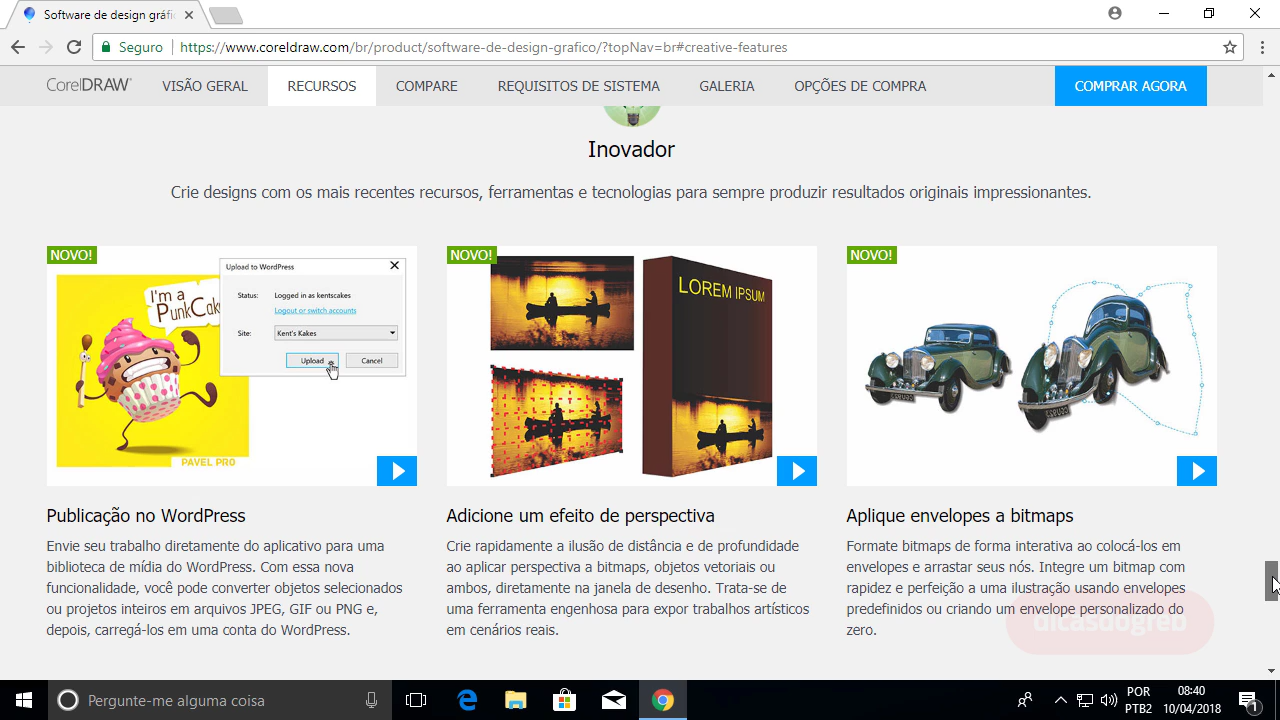 Software de design gráfi
Seguro
https://www.coreldraw.com/br/product/software-de-design-grafico/?topNav=br#creative-features
CorelDRAW
VISÃO GERAL
RECURSOS
COMPARE
REQUISITOS DE SISTEMA
GALERIA
OPÇÕES DE COMPRA
COMPRAR AGORA
Inovador
Crie designs com os mais recentes recursos, ferramentas e tecnologias para sempre produzir resultados originais impressionantes.
NOVO!
Upload to WordPress
I'm a
PunkCak
Status: Logged in as kentscakes
Logout or switch accounts
Site: Kent's Kakes
Upload Cancel
PAVEL PRO
NOVO!
LOREM IPSUM
NOVO!
Publicação no WordPress
Envie seu trabalho diretamente do aplicativo para uma
biblioteca de mídia do WordPress. Com essa nova
funcionalidade, você pode converter objetos selecionados
ou projetos inteiros em arquivos JPEG, GIF ou PNG e,
depois, carregá-los em uma conta do WordPress.
Adicione um efeito de perspectiva
Crie rapidamente a ilusão de distância e de profundidade
ao aplicar perspectiva a bitmaps, objetos vetoriais ou
ambos, diretamente na janela de desenho. Trata-se de
uma ferramenta engenhosa para expor trabalhos artísticos
em cenários reais.
Aplique envelopes a bitmaps
Formate bitmaps de forma interativa ao colocá-los em
envelopes e arrastar seus nós. Integre um bitmap com
rapidez e perfeição a uma ilustração usando envelopes
predefinidos ou criando um envelope personalizado do
zero.
dicasdogreb
Pergunte-me alguma coisa
POR
PTB2
08:40
10/04/2018
1